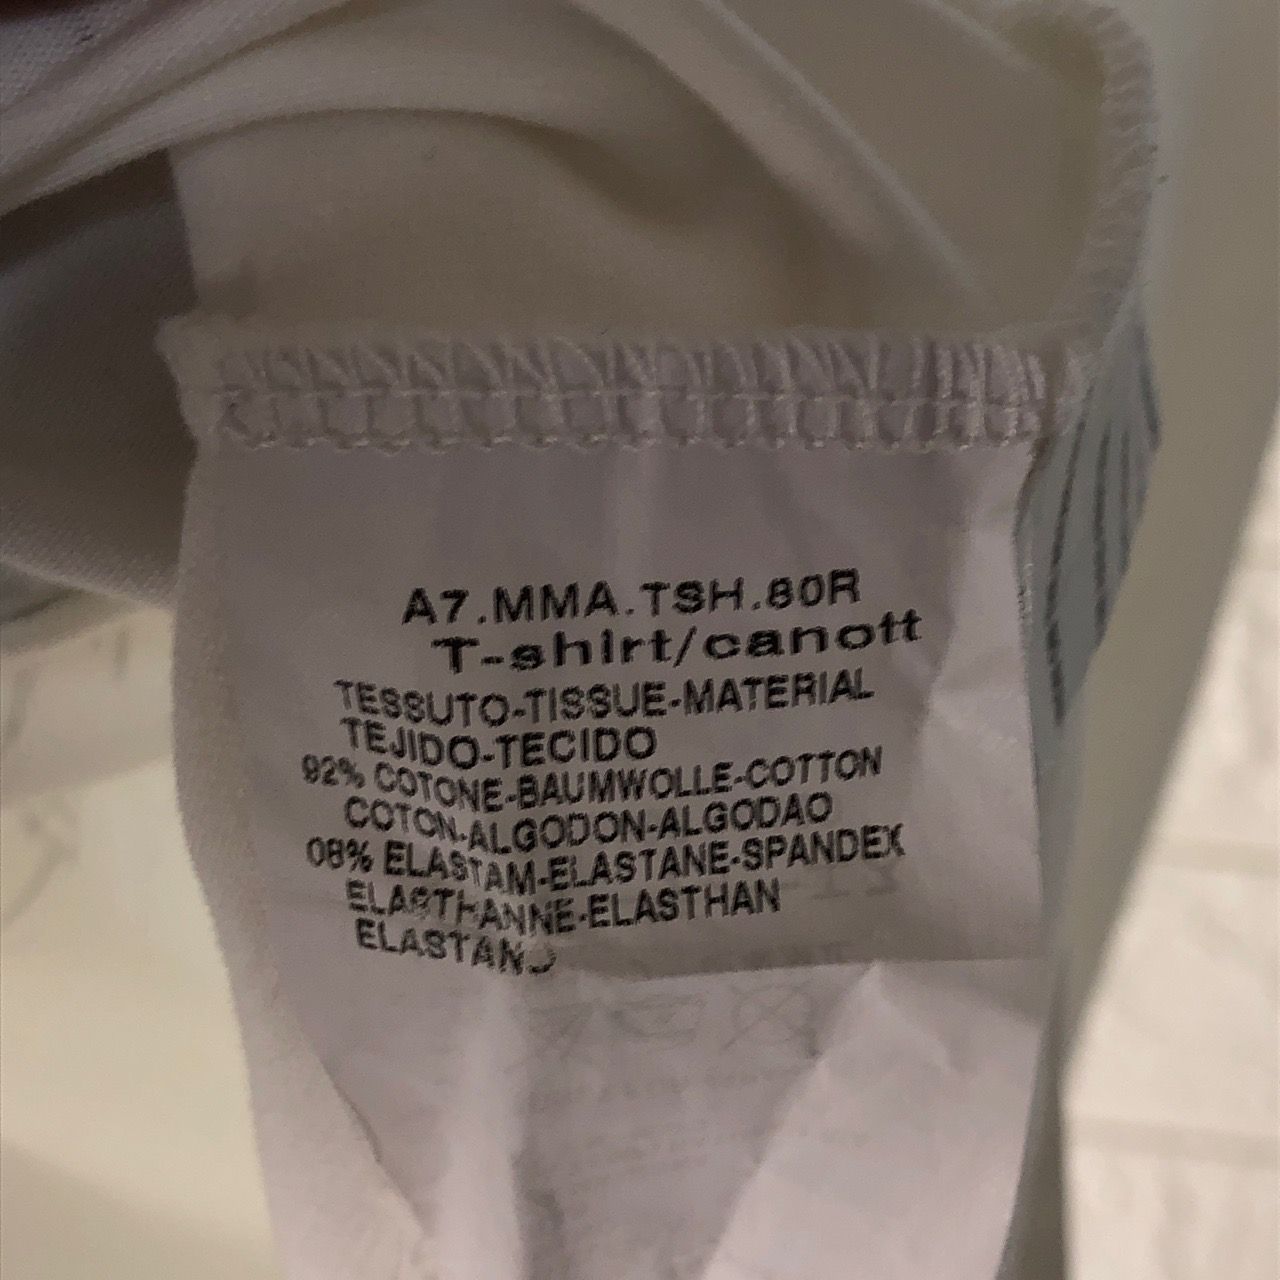 A7.MMA.TSH.80R
T-shirt/canott
TESSUTO-TISSUE-MATERIAL
TEJIDO-TECIDO
92% COTONE-BAUMWOLLE-COTTON
COTON-ALGODON-ALGODAO
08% ELASTAM-ELASTANE-SPANDEX
ELASTHANNE-ELASTHAN
ELASTANO